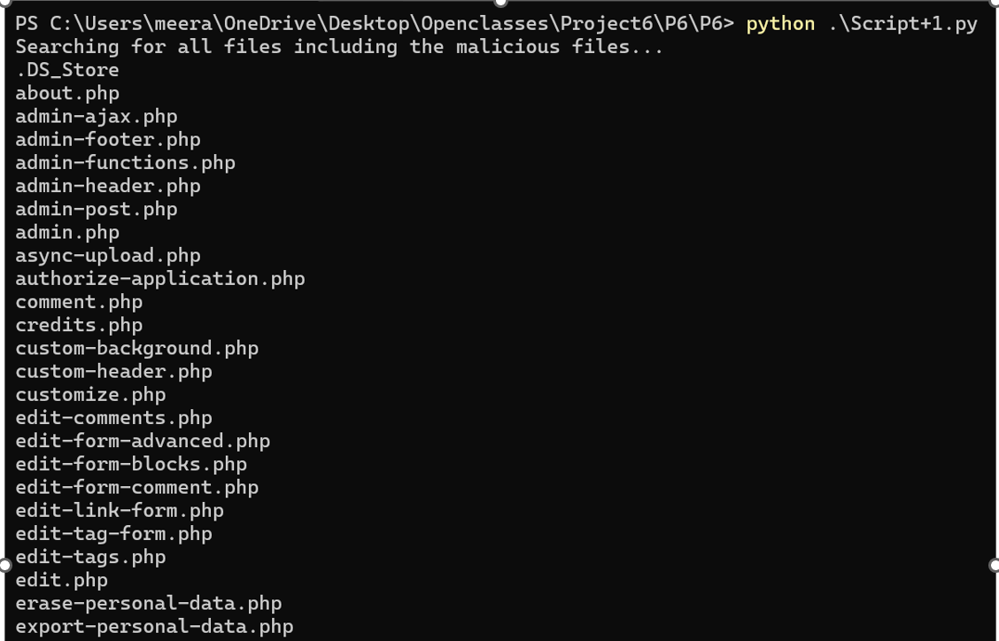 PS C:\Users\meera\OneDrive\Desktop\Openclasses\Project6\P6\P6> python .\Script+1.py
Searching for all files including the malicious files...
.DS_Store
about.php
admin-ajax.php
admin-footer.php
admin-functions.php
admin-header.php
admin-post.php
admin.php
async-upload.php
authorize-application.php
comment.php
credits.php
custom-background.php
custom-header.php
customize.php
edit-comments.php
edit-form-advanced.php
edit-form-blocks.php
edit-form-comment.php
edit-link-form.php
edit-tag-form.php
edit-tags.php
edit.php
erase-personal-data.php
export-personal-data.php